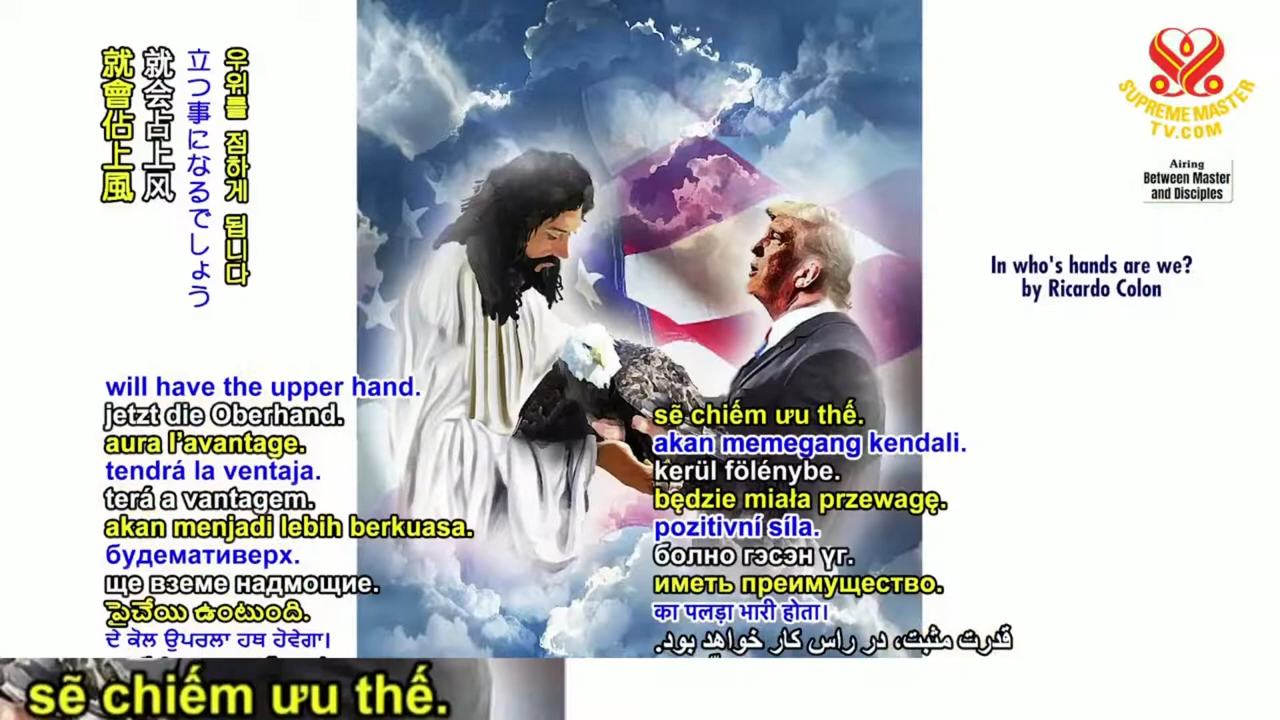 우위를 점하게 됩니다
立つ事になるでしょう
就会占上风
就會佔上風
SUPREME MASTER
TV.COM
Airing
Between Master
and Disciples
In who's hands are we?
by Ricardo Colon
will have the upper hand.
jetzt die Oberhand.
aura l'avantage.
tendrá la ventaja.
terá a vantagem.
akan menjadi lebih berkuasa.
будемативерх.
ще вземе надмощие.
పైచేయి ఉంటుంది.
ਦੇ ਕੋਲ ਉਪਰਲਾ ਹਥ ਹੋਵੇਗਾ।
sẽ chiếm ưu thế.
akan memegang kendali.
kerül fölénybe.
będzie miała przewagę.
pozitivní síla.
болно гэсэн үг.
иметь преимущество.
का पलड़ा भारी होता।
قدرت مثبت، در راس کار خواهد بود.
sẽ chiếm ưu thế.